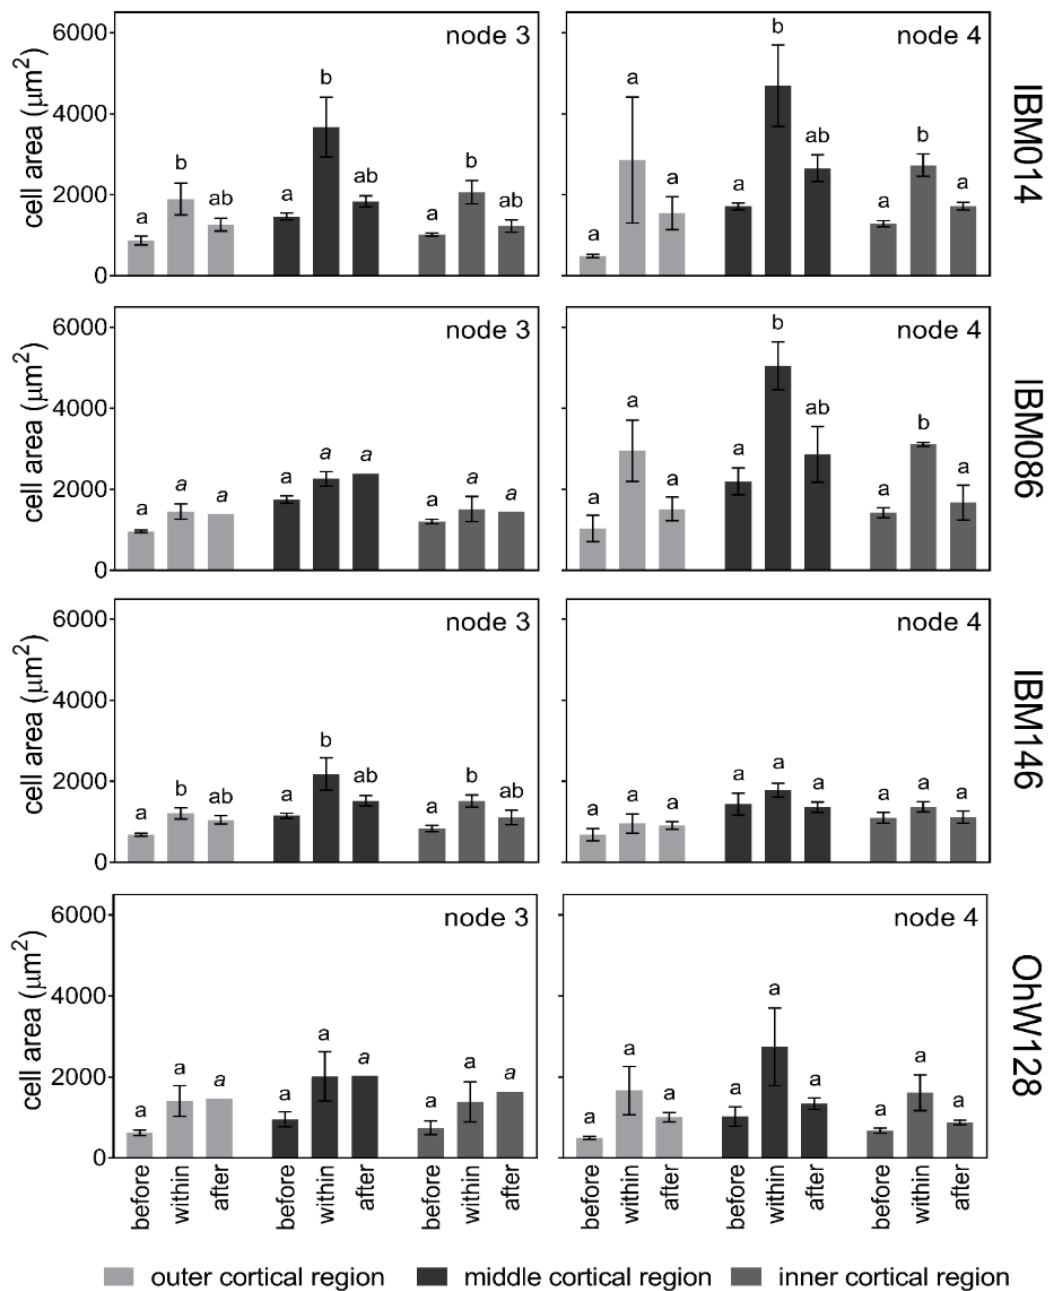 node 3
node 4
6000
4000
2000
0
cell area (μm²)
a b ab a b ab a b ab
a a a a b ab a b a
IBM014
node 3
node 4
6000
4000
2000
0
cell area (μm²)
a a a a a a a a a
a a a a b ab a b a
IBM086
node 3
node 4
6000
4000
2000
0
cell area (μm²)
a b ab a b ab a b ab
a a a a a a a a a
IBM146
node 3
node 4
6000
4000
2000
0
cell area (μm²)
a a a a a a a a a
a a a a a a a a a
OhW128
before within after before within after before within after
before within after before within after before within after
outer cortical region middle cortical region inner cortical region